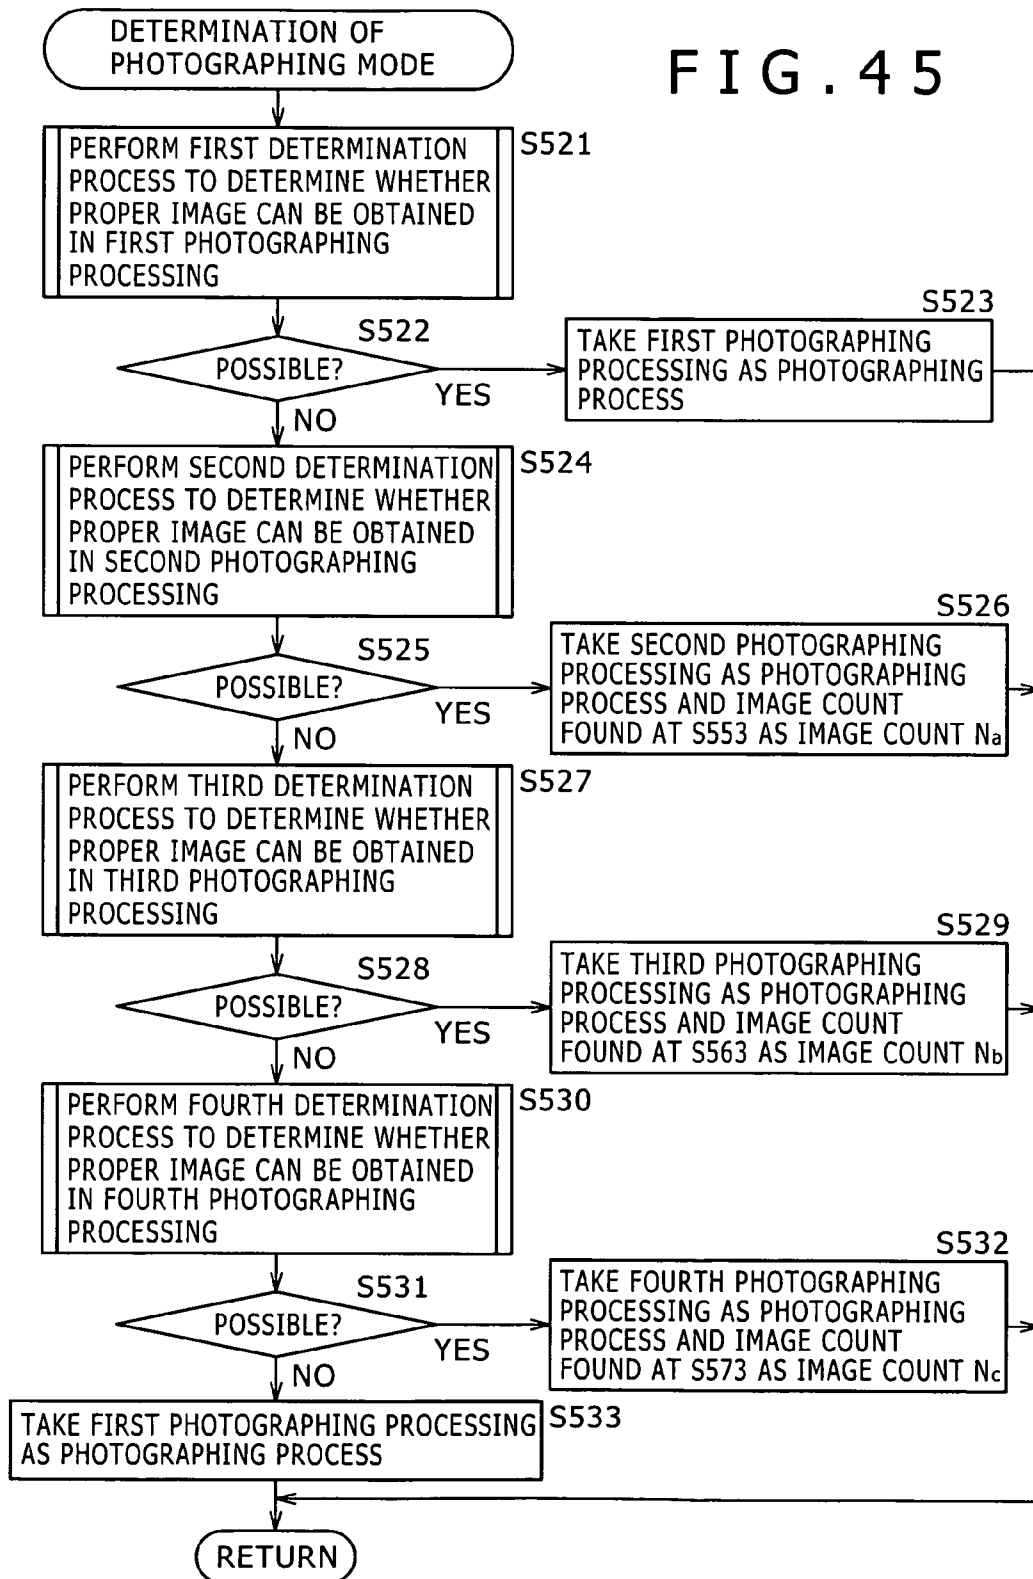 DETERMINATION OF
PHOTOGRAPHING MODE
FIG.45
PERFORM FIRST DETERMINATION
PROCESS TO DETERMINE WHETHER
PROPER IMAGE CAN BE OBTAINED
IN FIRST PHOTOGRAPHING
PROCESSING
S521
S522
POSSIBLE?
YES
NO
S523
TAKE FIRST PHOTOGRAPHING
PROCESSING AS PHOTOGRAPHING
PROCESS
PERFORM SECOND DETERMINATION
PROCESS TO DETERMINE WHETHER
PROPER IMAGE CAN BE OBTAINED
IN SECOND PHOTOGRAPHING
PROCESSING
S524
S525
POSSIBLE?
YES
NO
S526
TAKE SECOND PHOTOGRAPHING
PROCESSING AS PHOTOGRAPHING
PROCESS AND IMAGE COUNT
FOUND AT S553 AS IMAGE COUNT Na
PERFORM THIRD DETERMINATION
PROCESS TO DETERMINE WHETHER
PROPER IMAGE CAN BE OBTAINED
IN THIRD PHOTOGRAPHING
PROCESSING
S527
S528
POSSIBLE?
YES
NO
S529
TAKE THIRD PHOTOGRAPHING
PROCESSING AS PHOTOGRAPHING
PROCESS AND IMAGE COUNT
FOUND AT S563 AS IMAGE COUNT Nb
PERFORM FOURTH DETERMINATION
PROCESS TO DETERMINE WHETHER
PROPER IMAGE CAN BE OBTAINED
IN FOURTH PHOTOGRAPHING
PROCESSING
S530
S531
POSSIBLE?
YES
NO
S532
TAKE FOURTH PHOTOGRAPHING
PROCESSING AS PHOTOGRAPHING
PROCESS AND IMAGE COUNT
FOUND AT S573 AS IMAGE COUNT Nc
TAKE FIRST PHOTOGRAPHING PROCESSING
AS PHOTOGRAPHING PROCESS
S533
RETURN